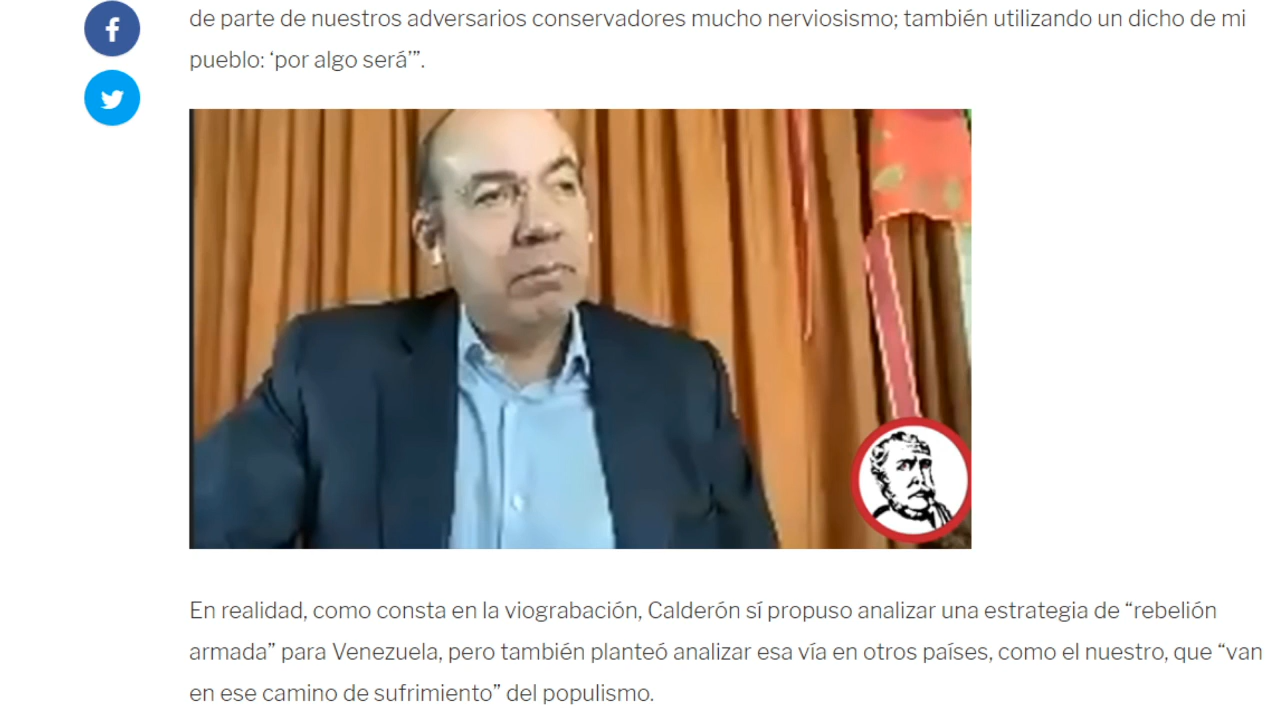 de parte de nuestros adversarios conservadores mucho nerviosismo; también utilizando un dicho de mi
pueblo: ‘por algo será’”.
En realidad, como consta en la viograbación, Calderón sí propuso analizar una estrategia de “rebelión
armada” para Venezuela, pero también planteó analizar esa vía en otros países, como el nuestro, que “van
en ese camino de sufrimiento” del populismo.